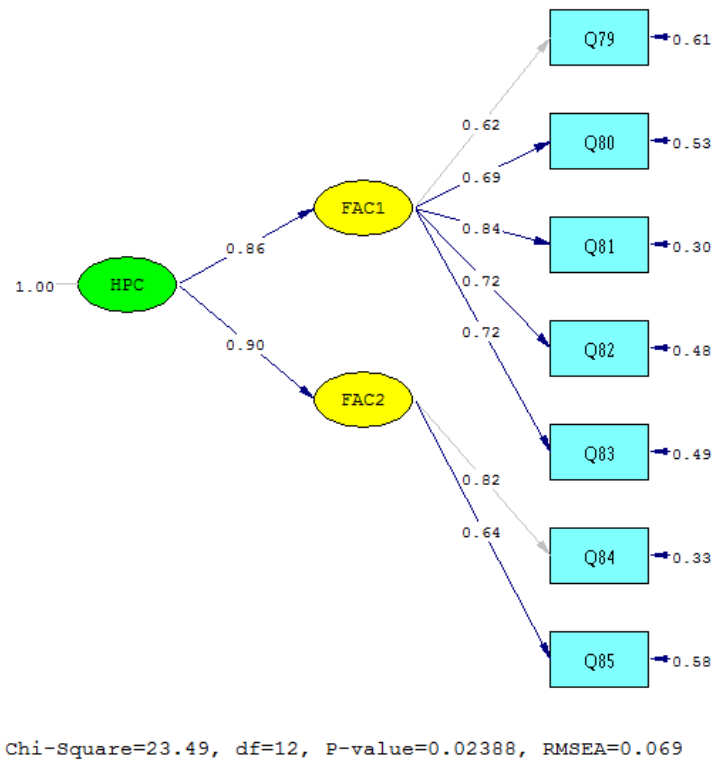 Q79
0.61
0.62
Q80
0.53
0.69
FAC1
0.84
Q81
0.30
0.86
0.72
1.00
HPC
0.72
Q82
0.48
0.90
FAC2
Q83
0.49
0.82
0.64
Q84
0.33
Q85
0.58
Chi-Square=23.49, df=12, P-value=0.02388, RMSEA=0.069